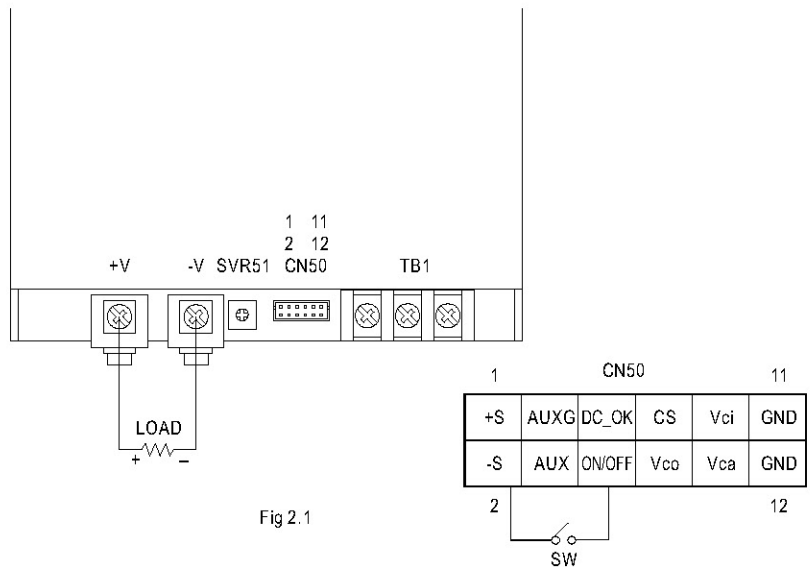 1 11
2 12
+V -V SVR51 CN50 TB1
LOAD
+ −
1 CN50 11
+S AUXG DC_OK CS Vci GND
-S AUX ON/OFF Vco Vca GND
2 12
SW
Fig 2.1